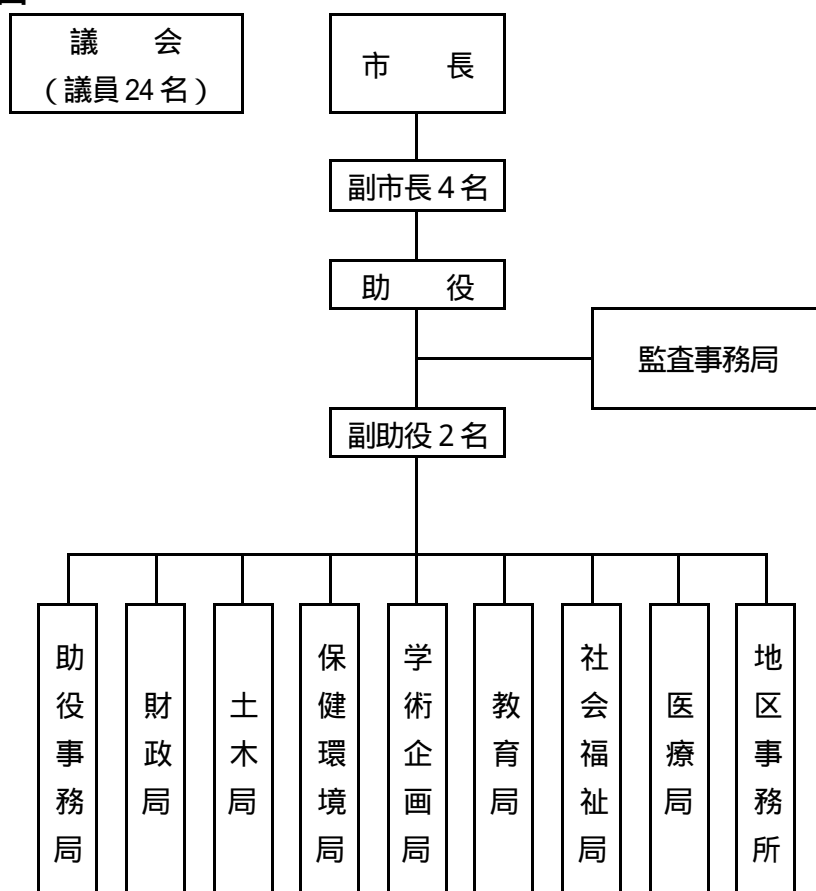 議　会
（議員24名）
市　長
副市長4名
助　役
監査事務局
副助役2名
助役事務局
財政局
土木局
保健環境局
学術企画局
教育局
社会福祉局
医療局
地区事務所